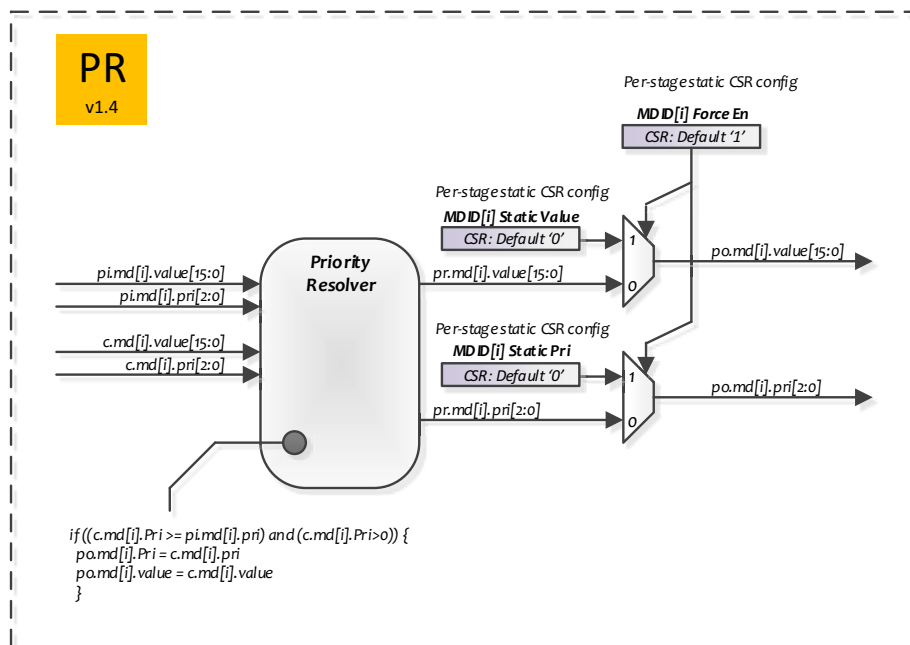 PR
v1.4
Per-stage static CSR config
MDID[i] Force En
CSR: Default ‘1’
Per-stage static CSR config
MDID[i] Static Value
CSR: Default ‘0’
1
0
po.md[i].value[15:0]
Priority
Resolver
pi.md[i].value[15:0]
pi.md[i].pri[2:0]
c.md[i].value[15:0]
c.md[i].pri[2:0]
pr.md[i].value[15:0]
Per-stage static CSR config
MDID[i] Static Pri
CSR: Default ‘0’
1
0
po.md[i].pri[2:0]
pr.md[i].pri[2:0]
if ((c.md[i].Pri >= pi.md[i].pri) and (c.md[i].Pri>0)) {
po.md[i].Pri = c.md[i].pri
po.md[i].value = c.md[i].value
}